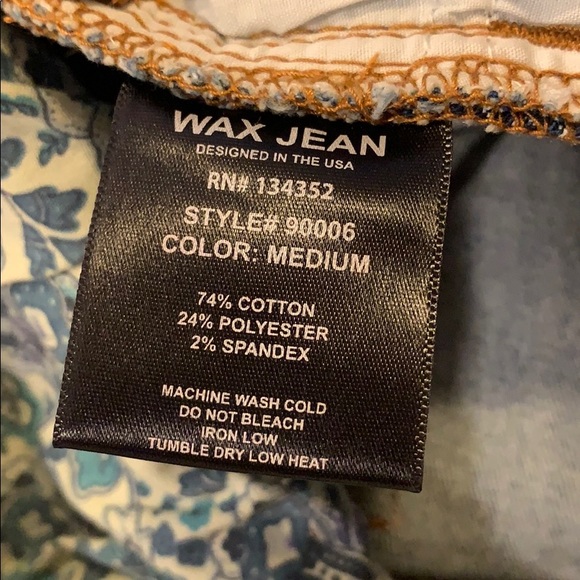 WAX JEAN
DESIGNED IN THE USA
RN# 134352
STYLE# 90006
COLOR: MEDIUM
74% COTTON
24% POLYESTER
2% SPANDEX
MACHINE WASH COLD
DO NOT BLEACH
IRON LOW
TUMBLE DRY LOW HEAT